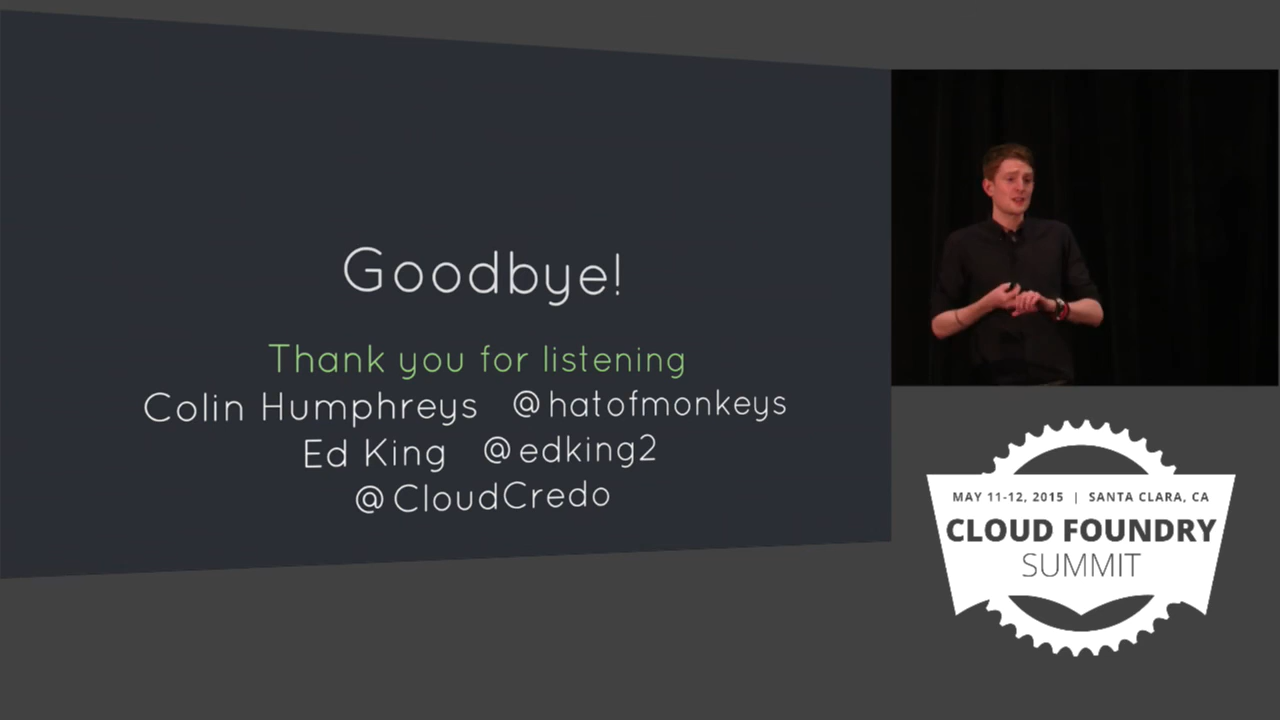 Goodbye!
Thank you for listening
Colin Humphreys @hatofmonkeys
Ed King @edking2
@CloudCredo
MAY 11-12, 2015 | SANTA CLARA, CA
CLOUD FOUNDRY
SUMMIT